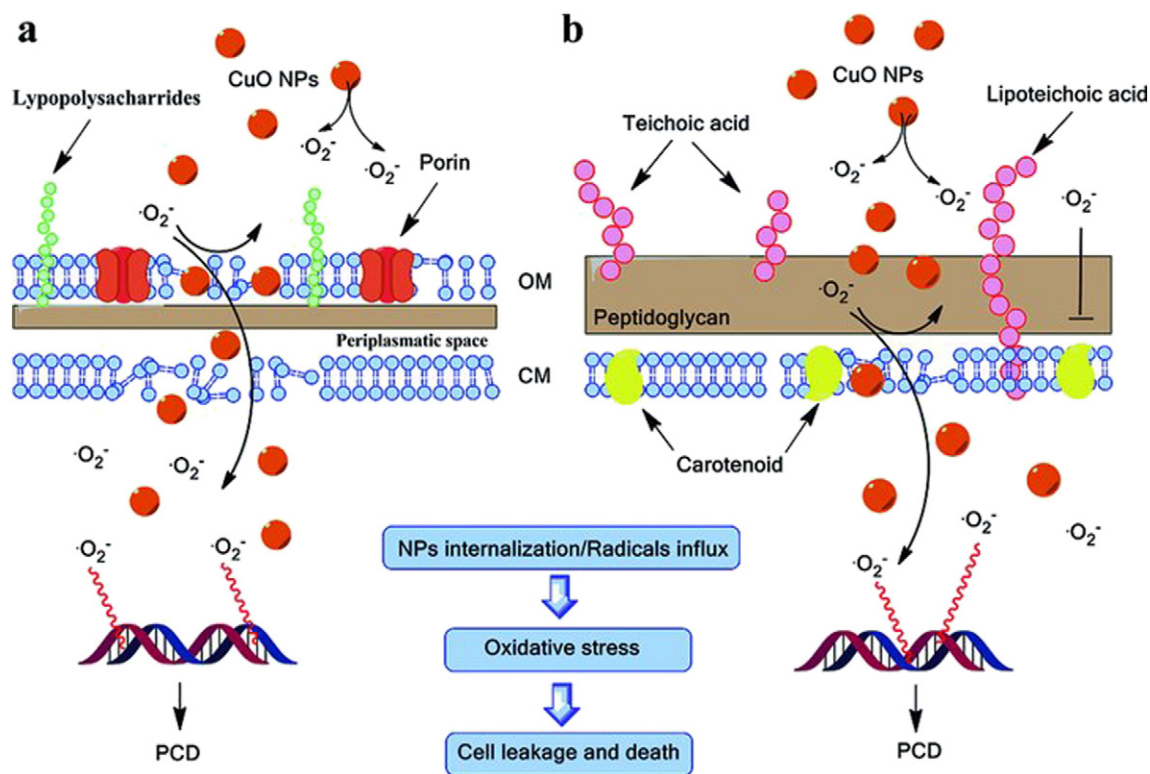 a
CuO NPs
Lypopolysacharrides
·O₂⁻
·O₂⁻
Porin
·O₂⁻
OM
Periplasmatic space
CM
·O₂⁻
·O₂⁻
·O₂⁻
·O₂⁻
PCD
b
CuO NPs
Lipoteichoic acid
Teichoic acid
·O₂⁻
·O₂⁻
·O₂⁻
·O₂⁻
Peptidoglycan
Carotenoid
·O₂⁻
·O₂⁻
·O₂⁻
PCD
NPs internalization/Radicals influx
Oxidative stress
Cell leakage and death